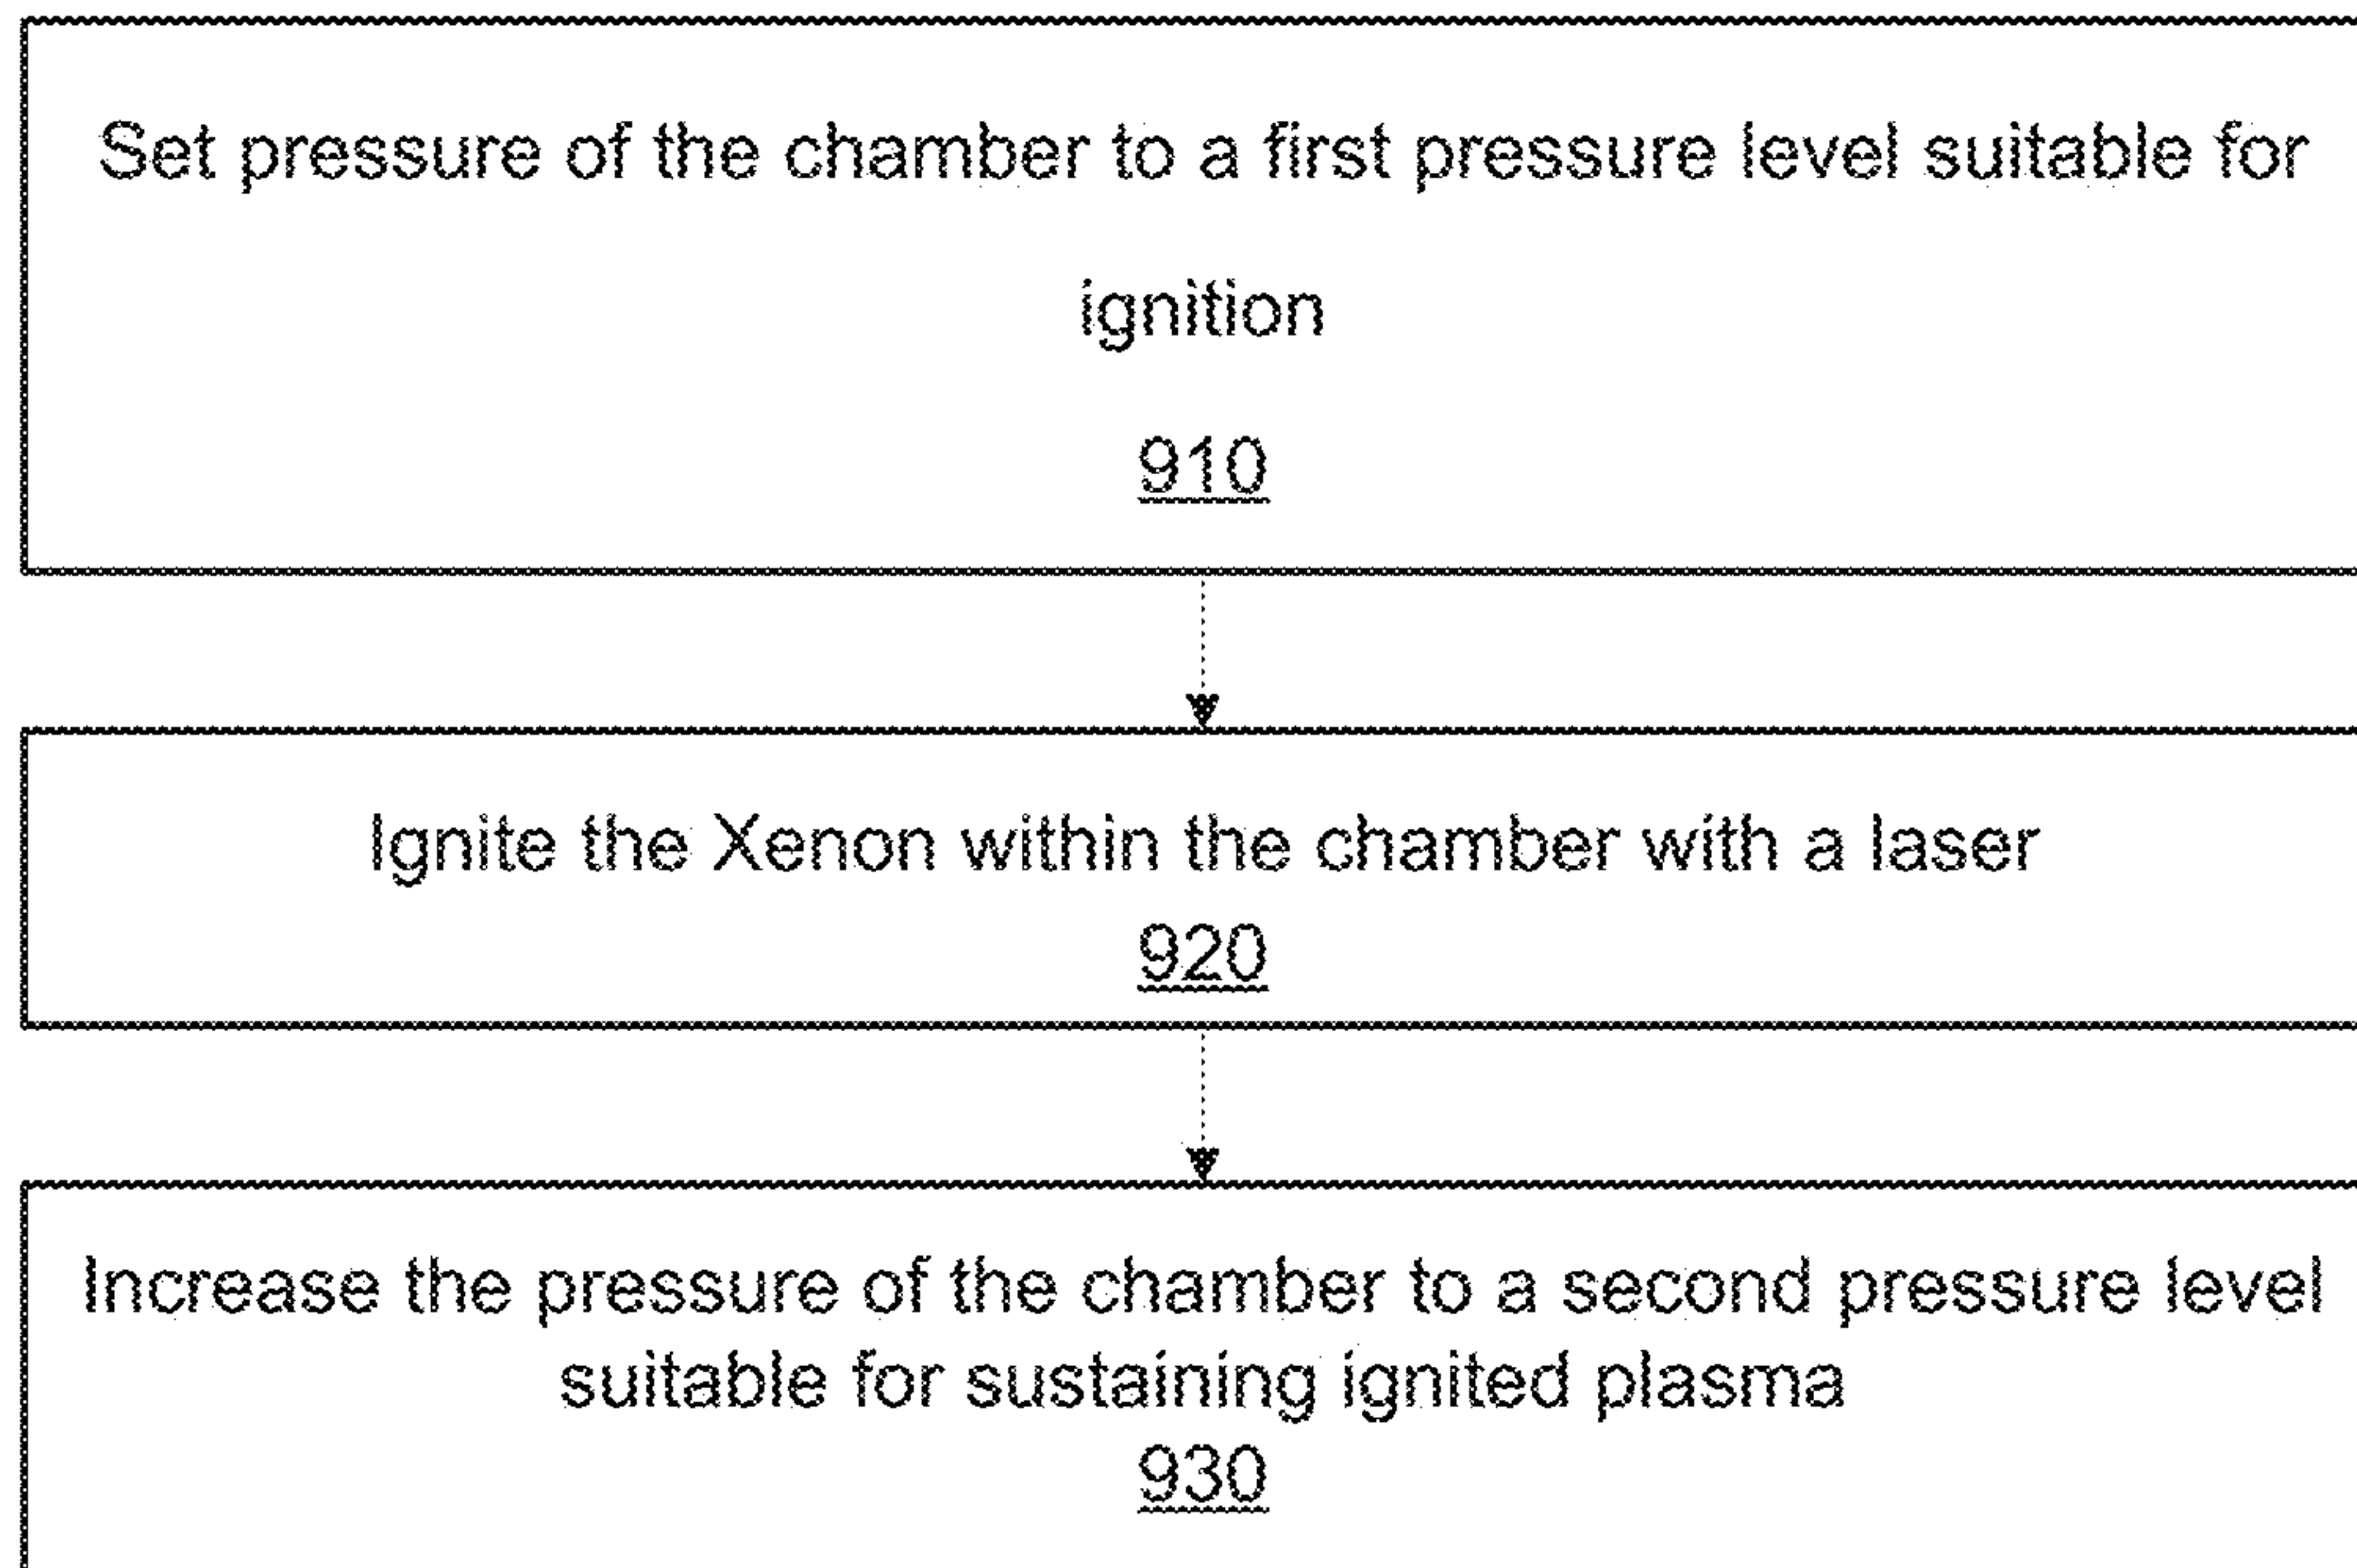 Set pressure of the chamber to a first pressure level suitable for
ignition
910
Ignite the Xenon within the chamber with a laser
920
Increase the pressure of the chamber to a second pressure level
suitable for sustaining ignited plasma
930